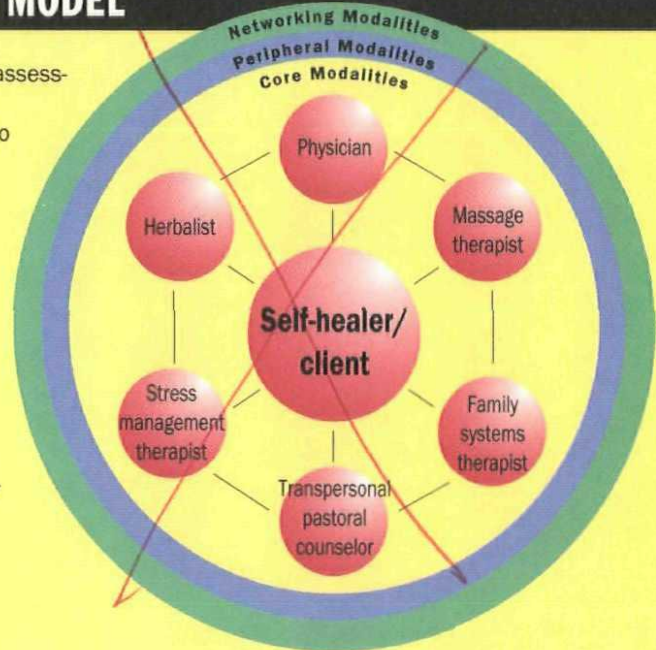 MODEL
Networking Modalities
Peripheral Modalities
Core Modalities
assess-
o
Physician
Herbalist
Massage
therapist
Self-healer/
client
Stress
management
therapist
Family
systems
therapist
Transpersonal
pastoral
counselor